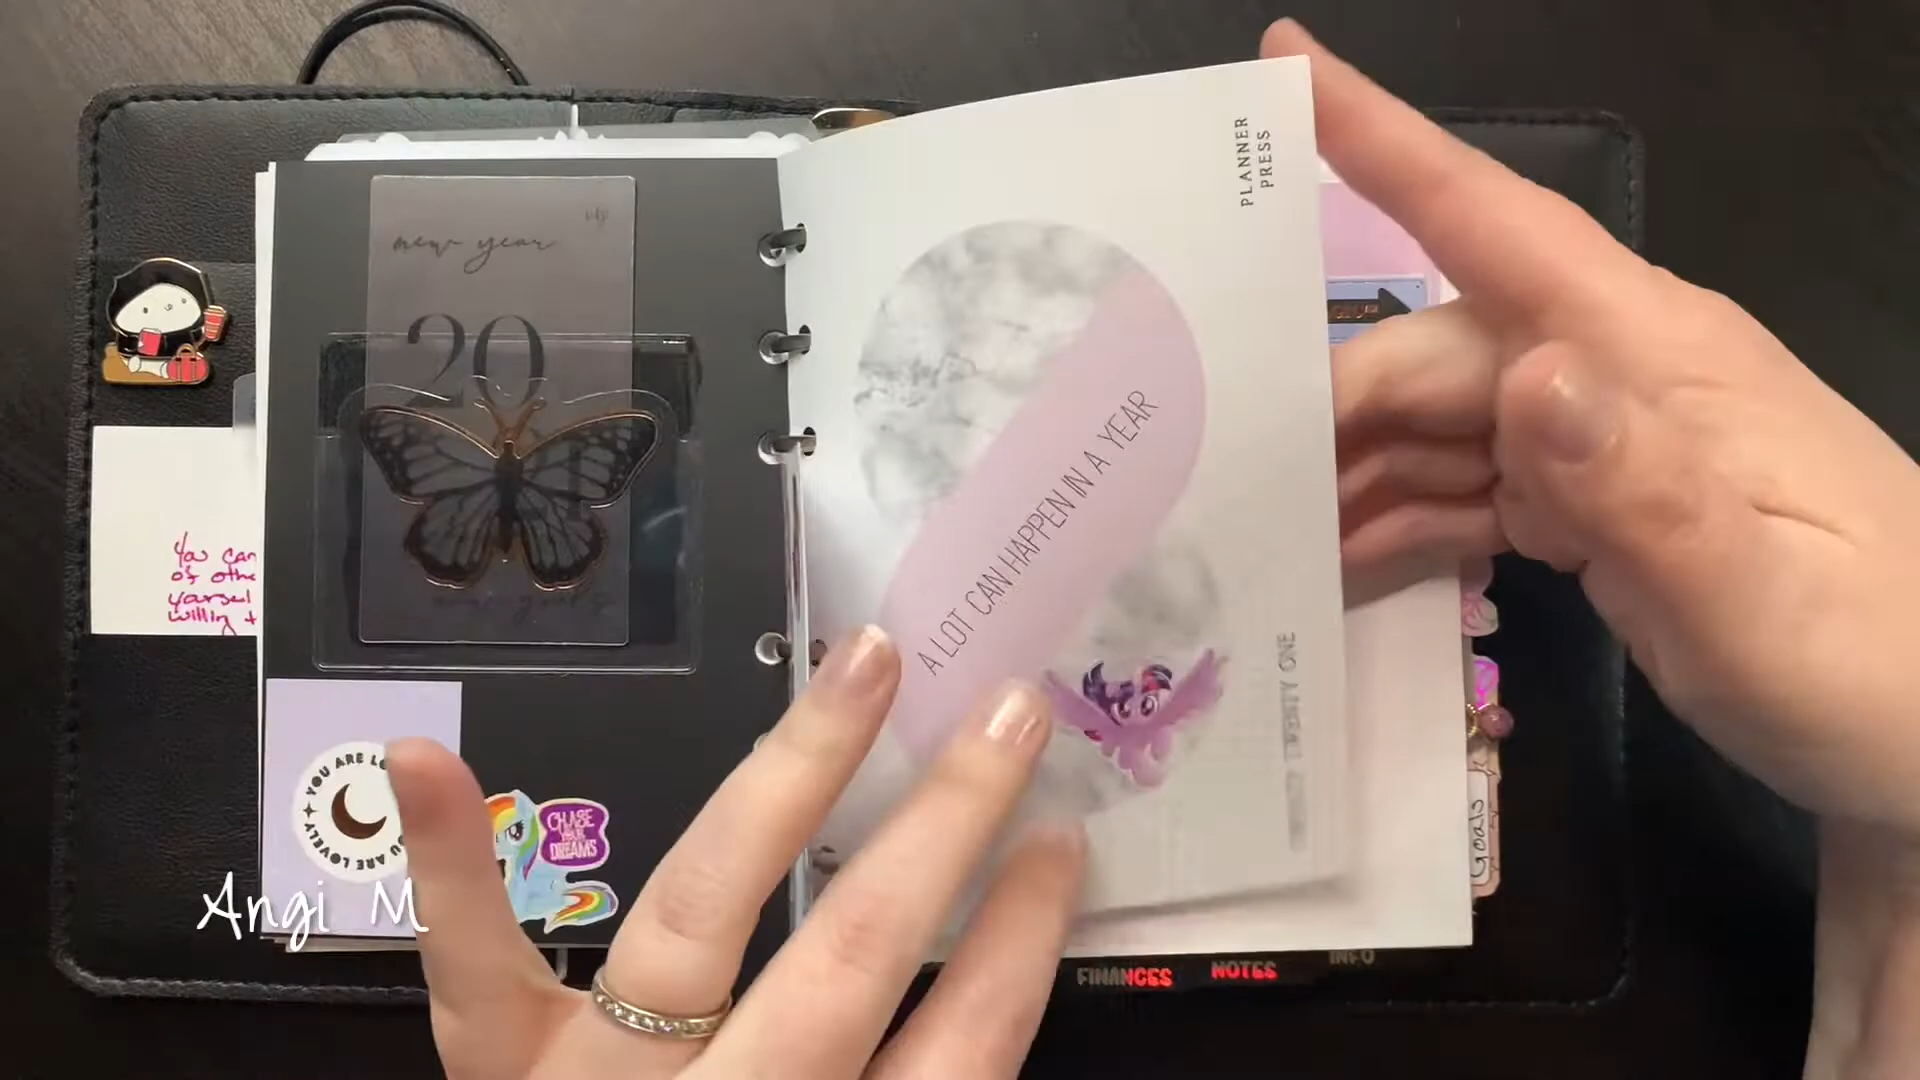 new year
20
You can
of othe
yoursel
willing t
YOU ARE LO
YOU ARE LOVELY
CHASE
YOUR
DREAMS
Angi M
PLANNER
PRESS
A LOT CAN HAPPEN IN A YEAR
TWENTY ONE
Goals
FINANCES
NOTES
INFO